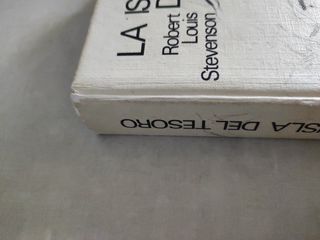 LA IS
Robert
Louis
Stevenson
ISLA DEL TESORO